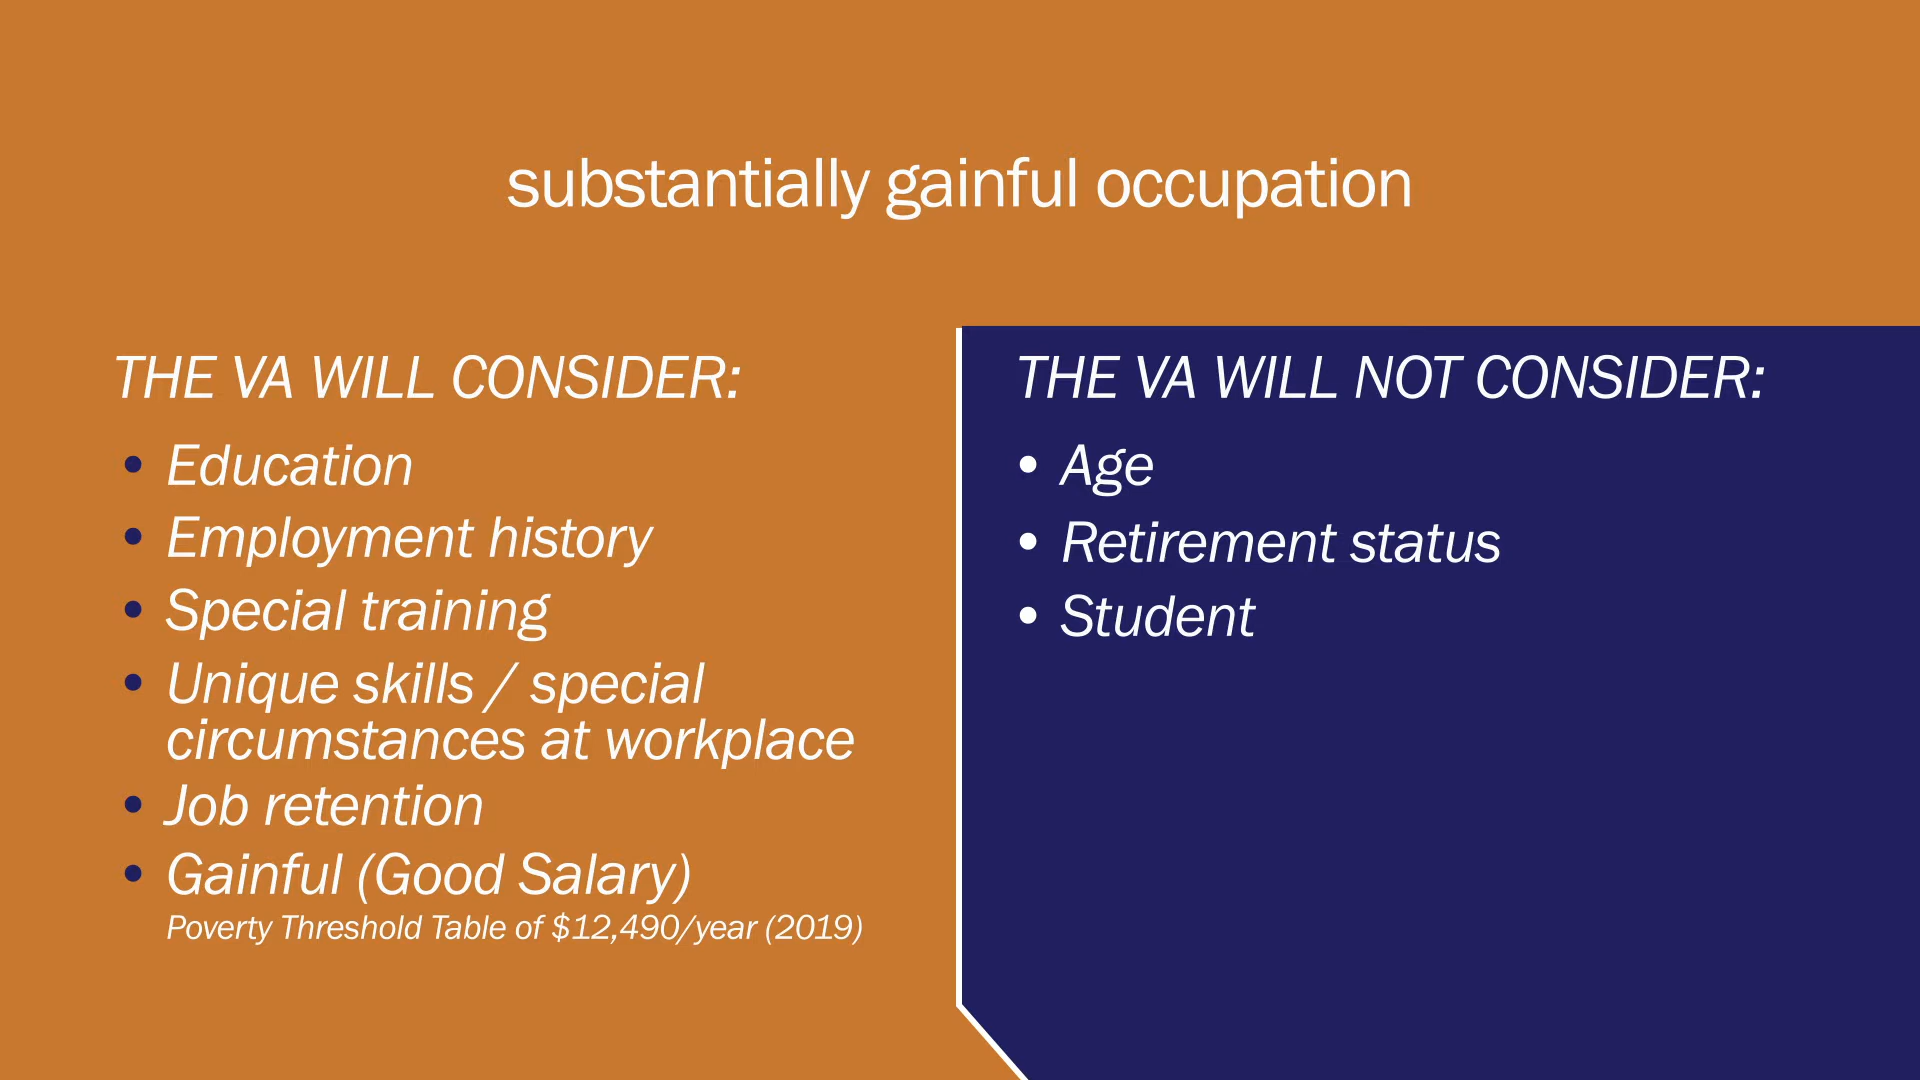 substantially gainful occupation
THE VA WILL CONSIDER:
• Education
• Employment history
• Special training
• Unique skills / special
circumstances at workplace
• Job retention
• Gainful (Good Salary)
Poverty Threshold Table of $12,490/year (2019)
THE VA WILL NOT CONSIDER:
• Age
• Retirement status
• Student